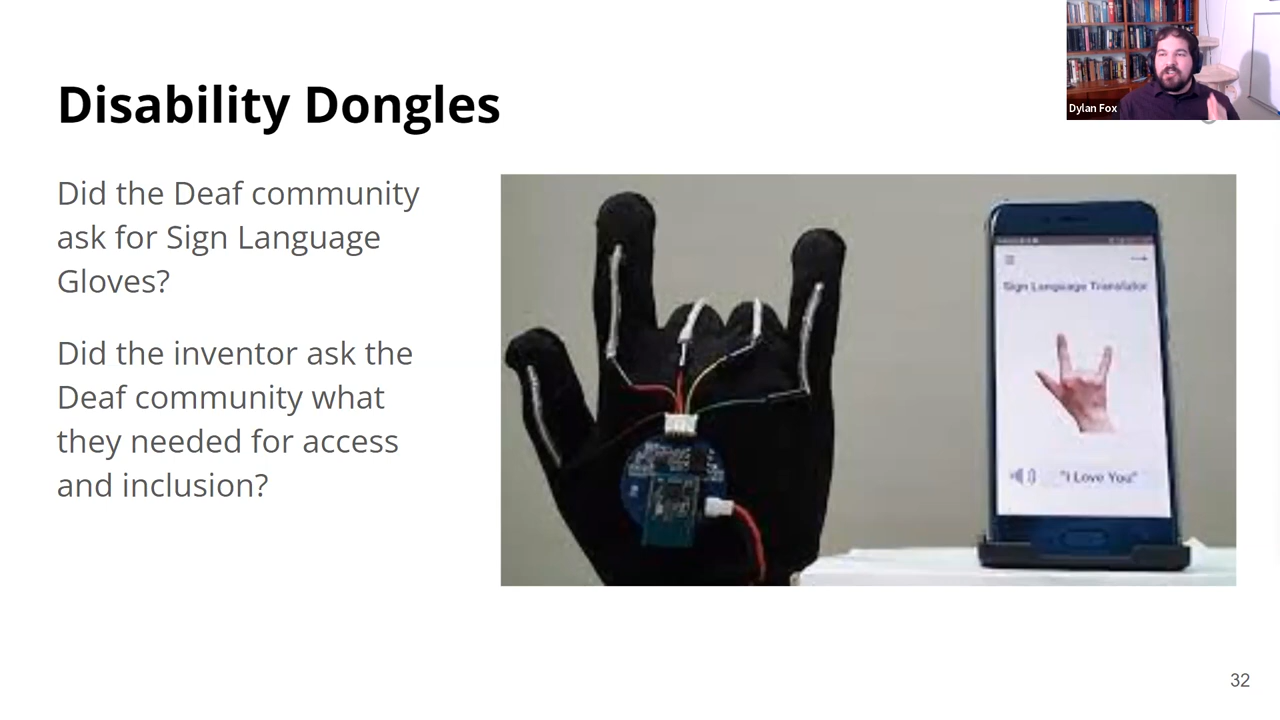 Dylan Fox
Disability Dongles
Did the Deaf community
ask for Sign Language
Gloves?
Did the inventor ask the
Deaf community what
they needed for access
and inclusion?
Sign Language Translator
"I Love You"
32